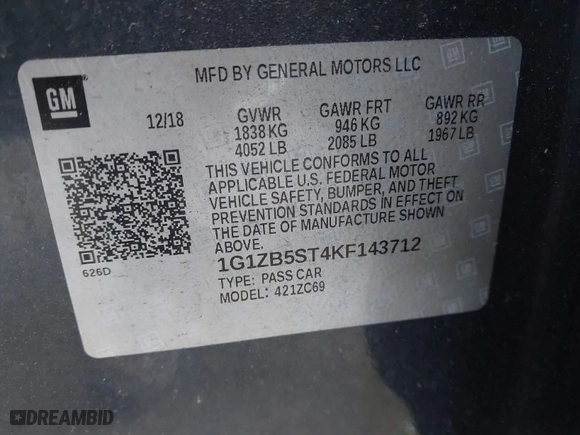 GM
MFD BY GENERAL MOTORS LLC
12/18
GVWR GAWR FRT GAWR RR
1838 KG 946 KG 892 KG
4052 LB 2085 LB 1967 LB
THIS VEHICLE CONFORMS TO ALL
APPLICABLE U.S. FEDERAL MOTOR
VEHICLE SAFETY, BUMPER, AND THEFT
PREVENTION STANDARDS IN EFFECT ON
THE DATE OF MANUFACTURE SHOWN
ABOVE.
626D
1G1ZB5ST4KF143712
TYPE: PASS CAR
MODEL: 421ZC69
DREAMBID